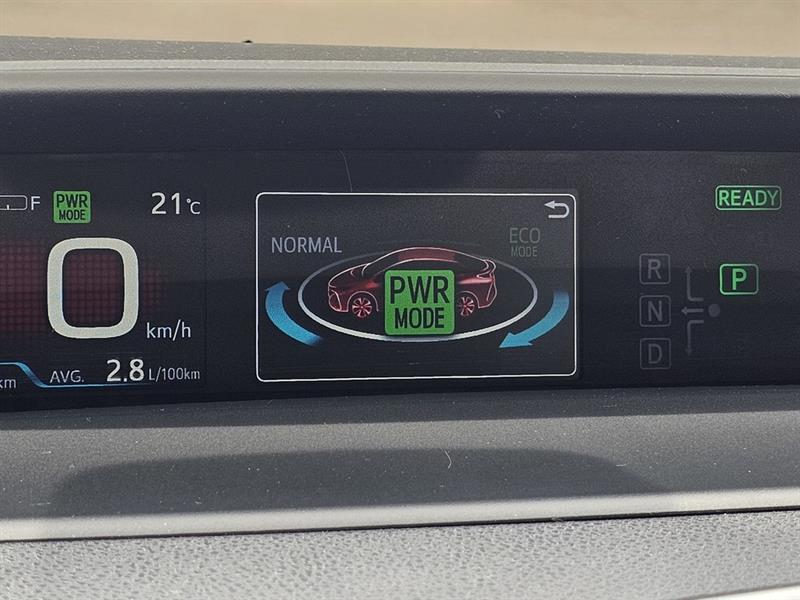 F PWR MODE 21°C
0 km/h
km AVG. 2.8 L/100km
NORMAL
ECO
MODE
PWR
MODE
READY
P
R
N
D